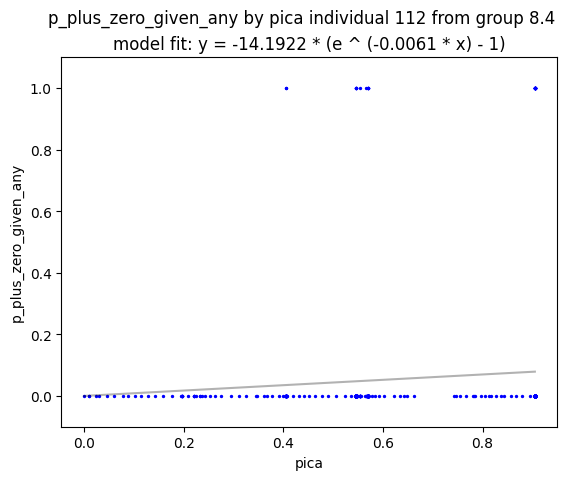 p_plus_zero_given_any by pica individual 112 from group 8.4
model fit: y = -14.1922 * (e ^ (-0.0061 * x) - 1)
p_plus_zero_given_any
1.0
0.8
0.6
0.4
0.2
0.0
0.0 0.2 0.4 0.6 0.8
pica